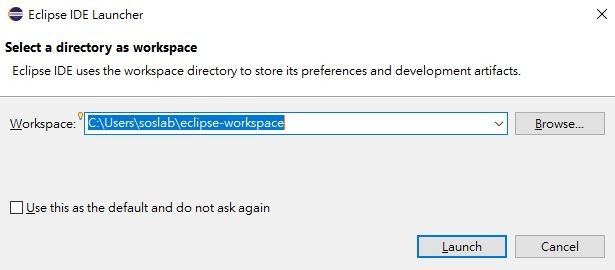 Eclipse IDE Launcher
Select a directory as workspace
Eclipse IDE uses the workspace directory to store its preferences and development artifacts.
Workspace: C:\Users\soslab\eclipse-workspace Browse...
Use this as the default and do not ask again
Launch Cancel